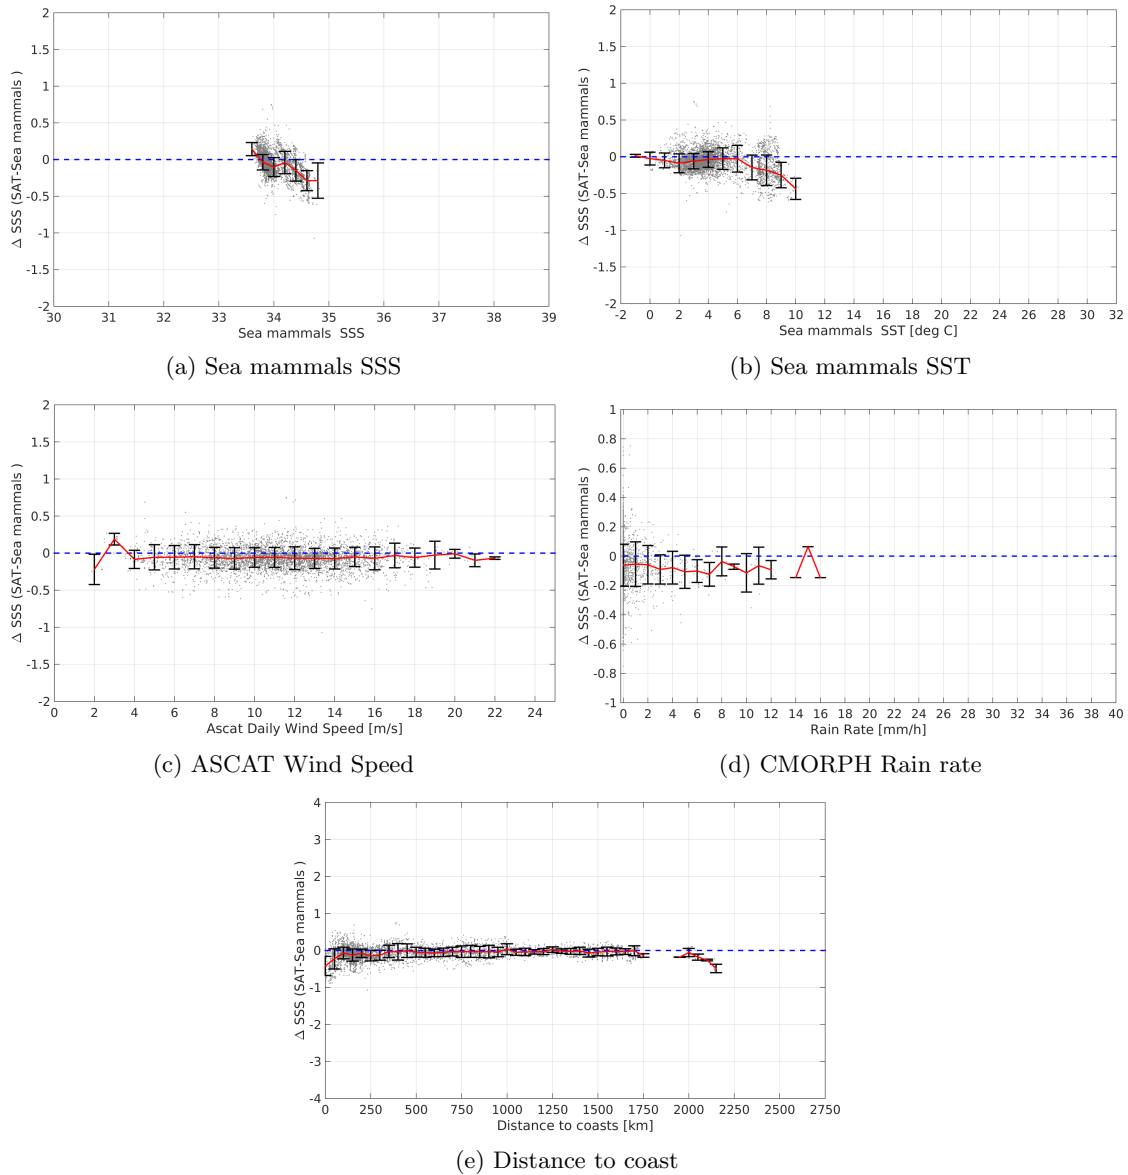 2
1.5
1
0.5
0
-0.5
-1
-1.5
-2
Δ SSS (SAT-Sea mammals )
30 31 32 33 34 35 36 37 38 39
Sea mammals  SSS
(a) Sea mammals SSS
2
1.5
1
0.5
0
-0.5
-1
-1.5
-2
Δ SSS (SAT-Sea mammals )
-2 0 2 4 6 8 10 12 14 16 18 20 22 24 26 28 30 32
Sea mammals  SST [deg C]
(b) Sea mammals SST
2
1.5
1
0.5
0
-0.5
-1
-1.5
-2
Δ SSS (SAT-Sea mammals )
0 2 4 6 8 10 12 14 16 18 20 22 24
Ascat Daily Wind Speed [m/s]
(c) ASCAT Wind Speed
1
0.8
0.6
0.4
0.2
0
-0.2
-0.4
-0.6
-0.8
-1
Δ SSS (SAT-Sea mammals )
0 2 4 6 8 10 12 14 16 18 20 22 24 26 28 30 32 34 36 38 40
Rain Rate [mm/h]
(d) CMORPH Rain rate
4
3
2
1
0
-1
-2
-3
-4
Δ SSS (SAT-Sea mammals )
0 250 500 750 1000 1250 1500 1750 2000 2250 2500 2750
Distance to coasts [km]
(e) Distance to coast